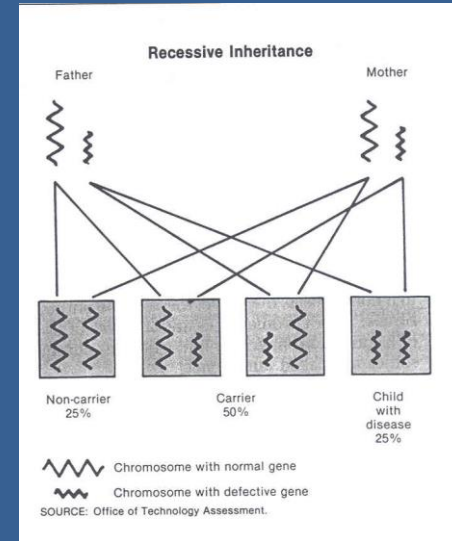 Recessive Inheritance
Father
Mother
Non-carrier
25%
Carrier
50%
Child
with
disease
25%
Chromosome with normal gene
Chromosome with defective gene
SOURCE: Office of Technology Assessment.